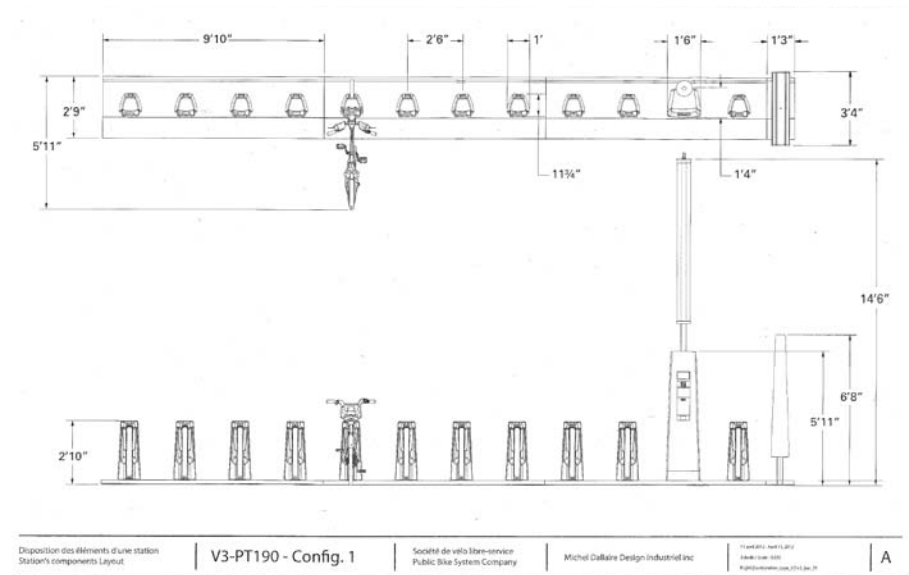 9'10"
2'6"
1'
1'6"
1'3"
2'9"
5'11"
3'4"
11¾"
1'4"
14'6"
6'8"
5'11"
2'10"
Disposition des éléments d'une station
Station's components Layout
V3-PT190 - Config. 1
Société de vélo libre-service
Public Bike System Company
Michel Dallaire Design Industriel inc
A